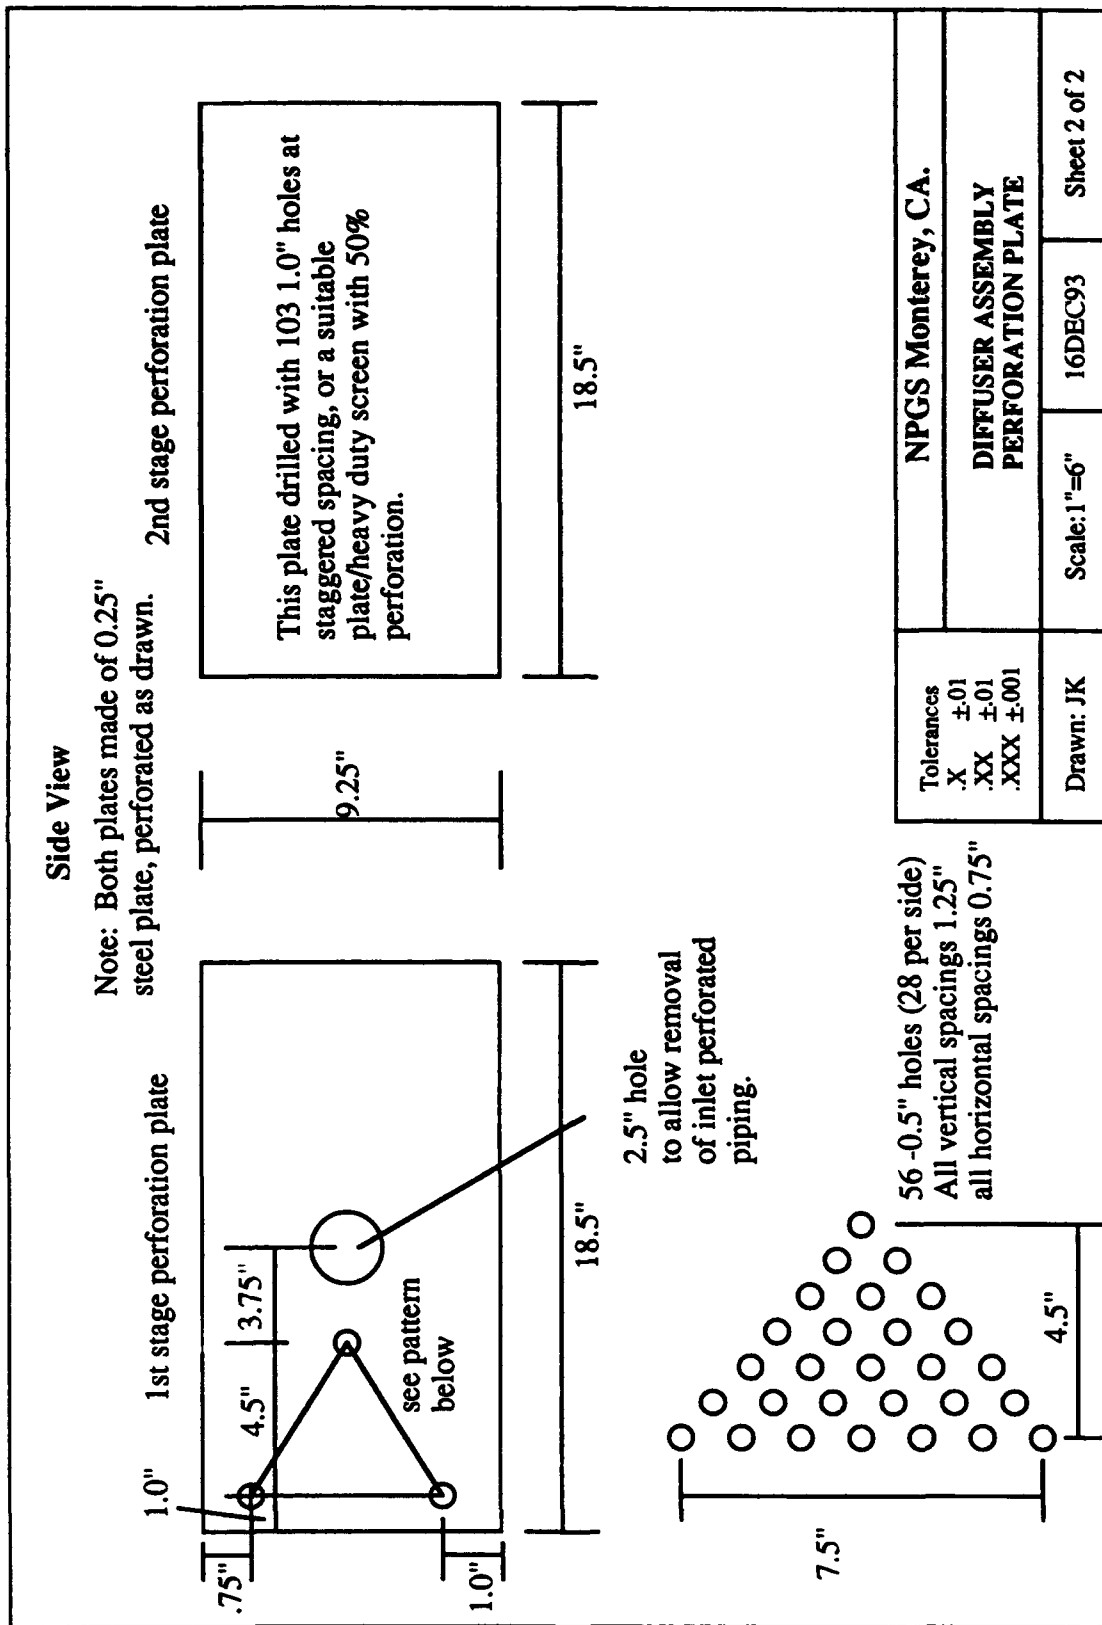 Side View
Note: Both plates made of 0.25"
steel plate, perforated as drawn.
1st stage perforation plate
2nd stage perforation plate
1.0"
4.5"
3.75"
.75"
1.0"
see pattern
below
18.5"
9.25"
This plate drilled with 103 1.0" holes at
staggered spacing, or a suitable
plate/heavy duty screen with 50%
perforation.
18.5"
2.5" hole
to allow removal
of inlet perforated
piping.
7.5"
4.5"
56 -0.5" holes (28 per side)
All vertical spacings 1.25"
all horizontal spacings 0.75"
Tolerances
.X ±.01
.XX ±.01
.XXX ±.001
NPGS Monterey, CA.
DIFFUSER ASSEMBLY
PERFORATION PLATE
Drawn: JK
Scale:1"=6"
16DEC93
Sheet 2 of 2